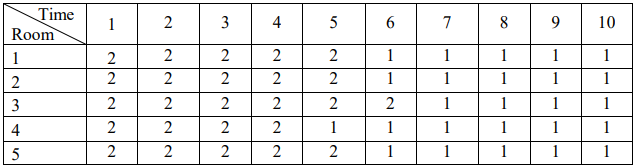 Time
Room 1 2 3 4 5 6 7 8 9 10
1 2 2 2 2 2 1 1 1 1 1
2 2 2 2 2 2 1 1 1 1 1
3 2 2 2 2 2 2 1 1 1 1
4 2 2 2 2 1 1 1 1 1 1
5 2 2 2 2 2 1 1 1 1 1